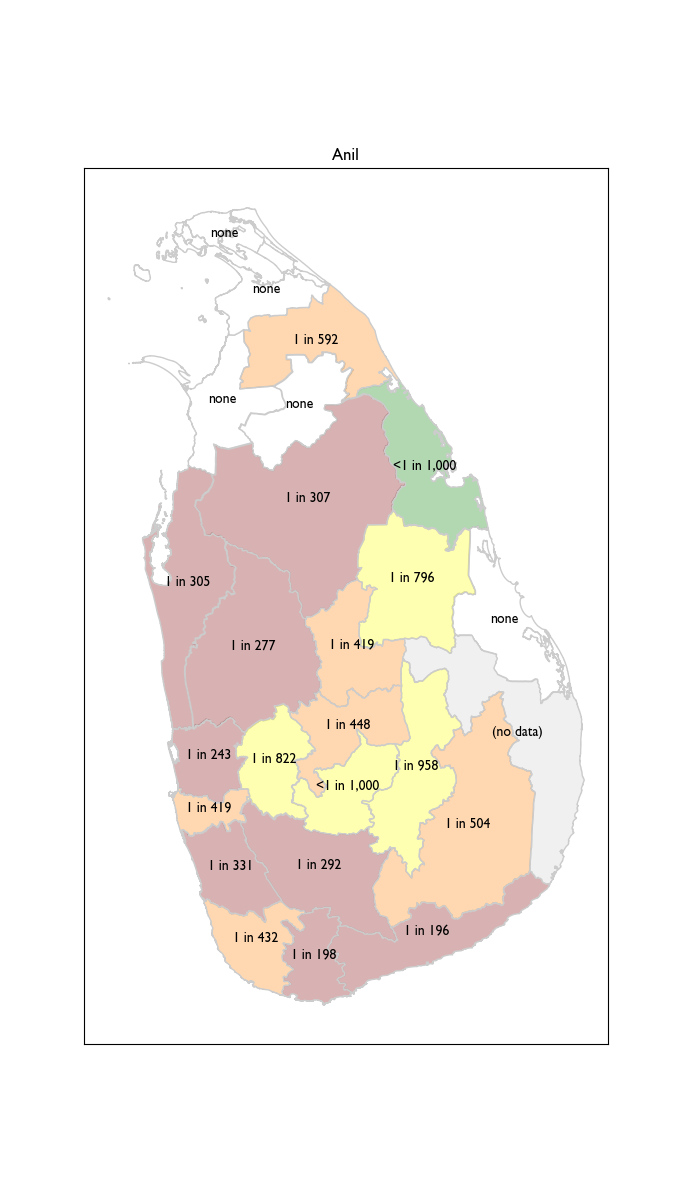 Anil
none
none
1 in 592
none
none
<1 in 1,000
1 in 307
1 in 796
1 in 305
none
1 in 277
1 in 419
1 in 448
(no data)
1 in 243
1 in 822
1 in 958
<1 in 1,000
1 in 419
1 in 504
1 in 331
1 in 292
1 in 196
1 in 432
1 in 198